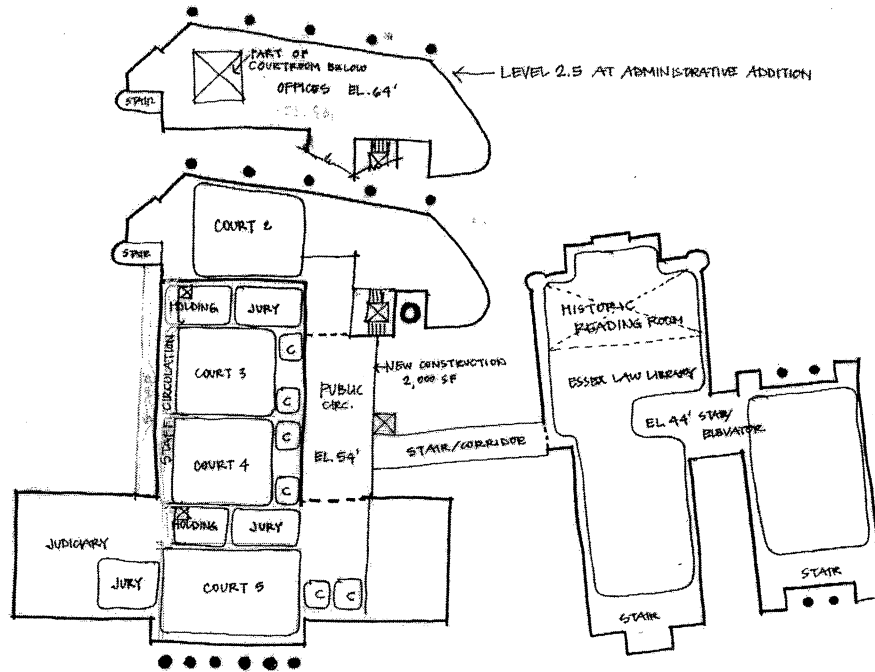 PART OF
COURTROOM BELOW
OFFICES EL.64'
LEVEL 2.5 AT ADMINISTRATIVE ADDITION
STAIR
COURT 2
STAIR
HOLDING
JURY
C
COURT 3
C
STAFF CIRCULATION
PUBLIC
CIRC.
NEW CONSTRUCTION
2,000 SF
HISTORIC
READING ROOM
ESSEX LAW LIBRARY
EL.44' STAIR/
ELEVATOR
C
STAIR/CORRIDOR
EL.54'
COURT 4
C
HOLDING
JURY
JUDICIARY
JURY
COURT 5
C
C
STAIR
STAIR